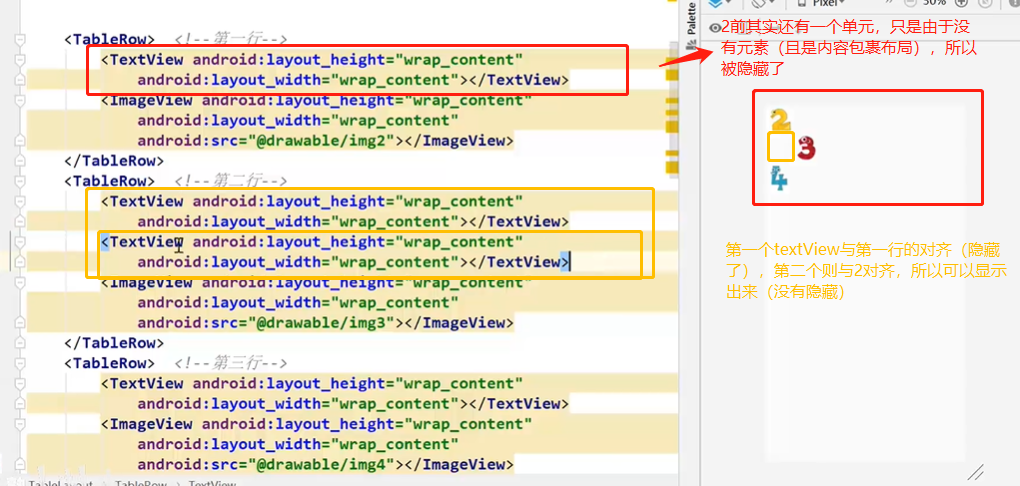 <TableRow>  <!--第一行-->
<TextView android:layout_height="wrap_content"
android:layout_width="wrap_content"></TextView>
<ImageView android:layout_height="wrap_content"
android:layout_width="wrap_content"
android:src="@drawable/img2"></ImageView>
</TableRow>
<TableRow>  <!--第二行-->
<TextView android:layout_height="wrap_content"
android:layout_width="wrap_content"></TextView>
<TextView android:layout_height="wrap_content"
android:layout_width="wrap_content"></TextView>
<ImageView android:layout_height="wrap_content"
android:layout_width="wrap_content"
android:src="@drawable/img3"></ImageView>
</TableRow>
<TableRow>  <!--第三行-->
<TextView android:layout_height="wrap_content"
android:layout_width="wrap_content"></TextView>
<ImageView android:layout_height="wrap_content"
android:layout_width="wrap_content"
android:src="@drawable/img4"></ImageView>
TableLayout > TableRow > TextView
Palette
Pixel
50%
2前其实还有一个单元，只是由于没
有元素（且是内容包裹布局），所以
被隐藏了
2
3
4
第一个textView与第一行的对齐（隐藏
了），第二个则与2对齐，所以可以显示
出来（没有隐藏）